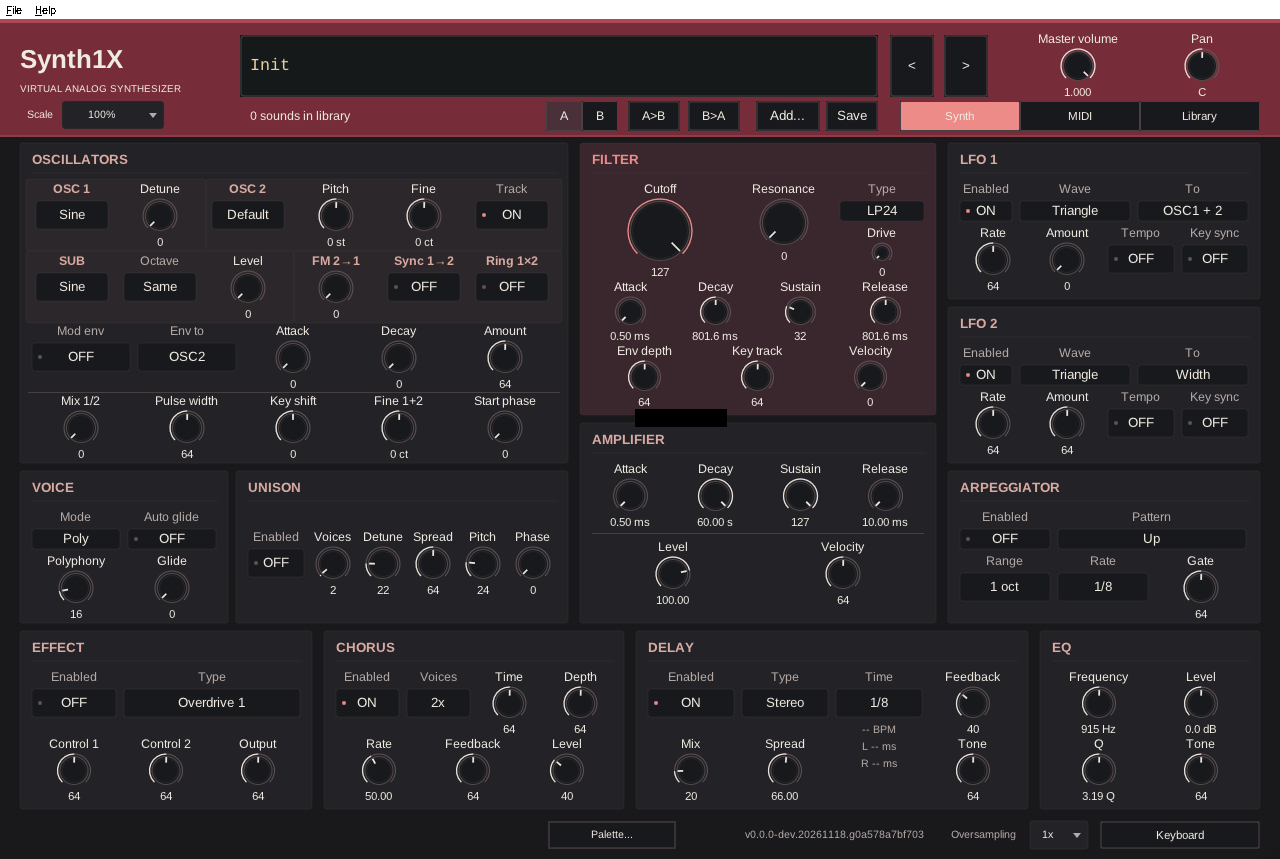 File Help
Synth1X
VIRTUAL ANALOG SYNTHESIZER
Scale 100%
Init
0 sounds in library
A B A>B B>A Add... Save
< >
Master volume Pan
1.000 C
Synth MIDI Library
OSCILLATORS
OSC 1 Detune OSC 2 Pitch Fine Track
Sine Default ON
0 0 st 0 ct
SUB Octave Level FM 2→1 Sync 1→2 Ring 1×2
Sine Same OFF OFF
0 0
Mod env Env to Attack Decay Amount
OFF OSC2
0 0 64
Mix 1/2 Pulse width Key shift Fine 1+2 Start phase
0 64 0 0 ct 0
FILTER
Cutoff Resonance Type
LP24
Drive
127 0 0
Attack Decay Sustain Release
0.50 ms 801.6 ms 32 801.6 ms
Env depth Key track Velocity
64 64 0
LFO 1
Enabled Wave To
ON Triangle OSC1 + 2
Rate Amount Tempo Key sync
OFF OFF
64 0
LFO 2
Enabled Wave To
ON Triangle Width
Rate Amount Tempo Key sync
OFF OFF
64 64
VOICE
Mode Auto glide
Poly OFF
Polyphony Glide
16 0
UNISON
Enabled Voices Detune Spread Pitch Phase
OFF
2 22 64 24 0
AMPLIFIER
Attack Decay Sustain Release
0.50 ms 60.00 s 127 10.00 ms
Level Velocity
100.00 64
ARPEGGIATOR
Enabled Pattern
OFF Up
Range Rate Gate
1 oct 1/8
64
EFFECT
Enabled Type
OFF Overdrive 1
Control 1 Control 2 Output
64 64 64
CHORUS
Enabled Voices Time Depth
ON 2x
64 64
Rate Feedback Level
50.00 64 40
DELAY
Enabled Type Time Feedback
ON Stereo 1/8
-- BPM 40
Mix Spread L -- ms Tone
R -- ms
20 66.00 64
EQ
Frequency Level
915 Hz 0.0 dB
Q Tone
3.19 Q 64
Palette... v0.0.0-dev.20261118.g0a578a7bf703 Oversampling 1x Keyboard